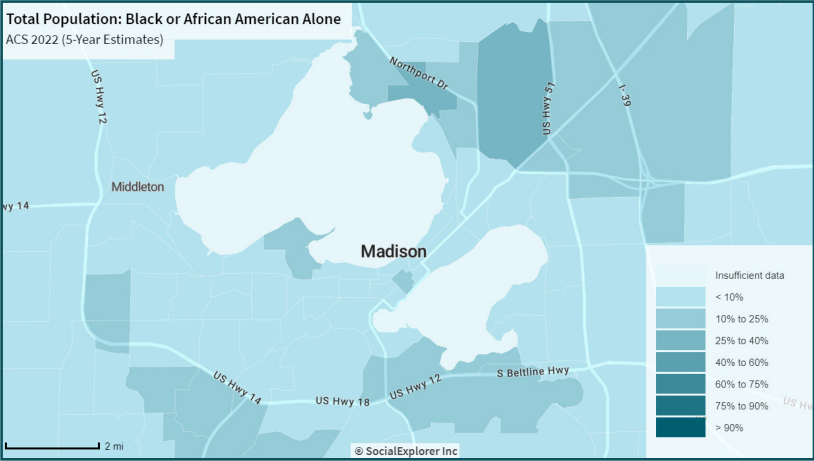 Total Population: Black or African American Alone
ACS 2022 (5-Year Estimates)
Northport Dr
US Hwy 12
US Hwy 51
I- 39
Middleton
wy 14
Madison
Insufficient data
< 10%
10% to 25%
25% to 40%
40% to 60%
60% to 75%
75% to 90%
> 90%
US Hw
S Beltline Hwy
US Hwy 12
US Hwy 14
US Hwy 18
2 mi
© SocialExplorer Inc